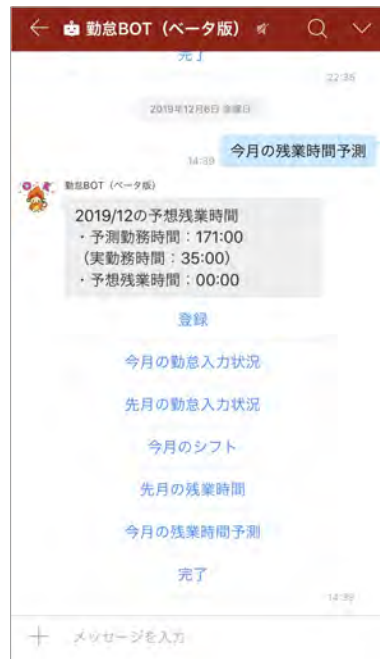 勤怠BOT（ベータ版）
完了
22:36
2019年12月6日 金曜日
今月の残業時間予測
14:39
勤怠BOT（ベータ版）
2019/12の予想残業時間
・予測勤務時間：171:00
（実勤務時間：35:00）
・予想残業時間：00:00
登録
今月の勤怠入力状況
先月の勤怠入力状況
今月のシフト
先月の残業時間
今月の残業時間予測
完了
14:39
メッセージを入力